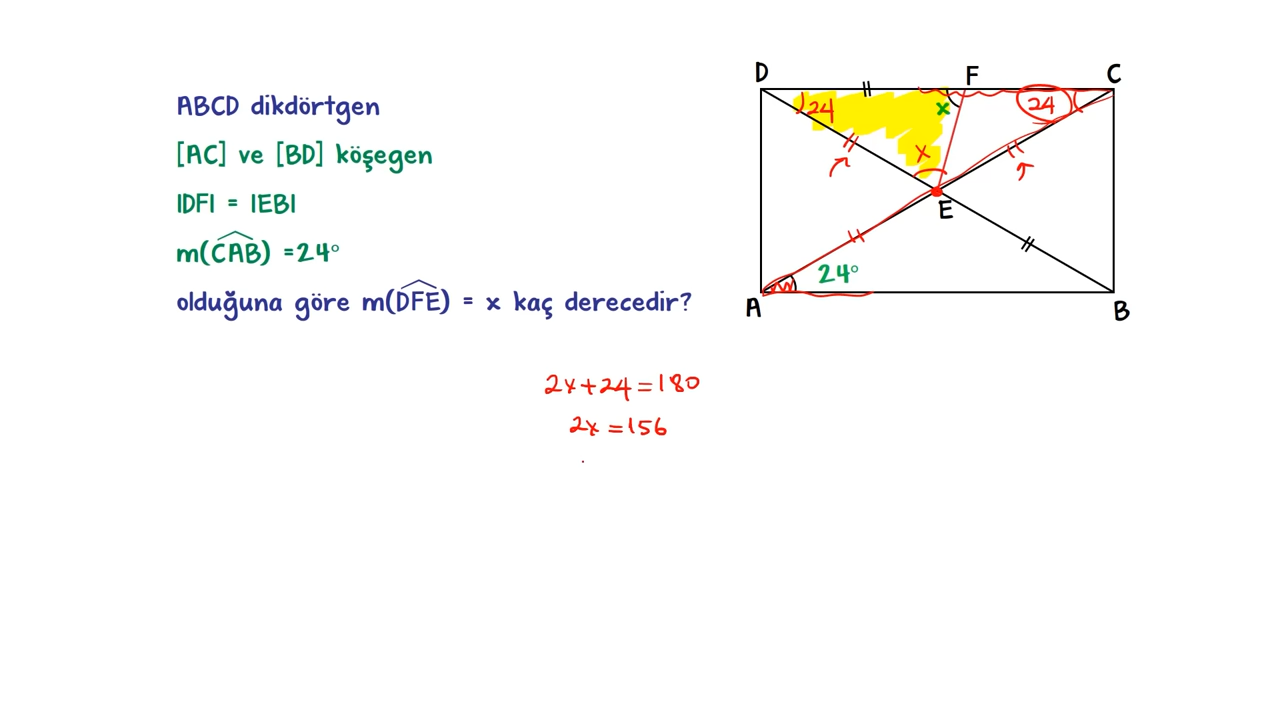 ABCD dikdörtgen
[AC] ve [BD] köşegen
|DF| = |EB|
m(CAB) = 24°
olduğuna göre m(DFE) = x kaç derecedir?
D
F
C
24
x
24
x
E
24°
A
B
2x + 24 = 180
2x = 156